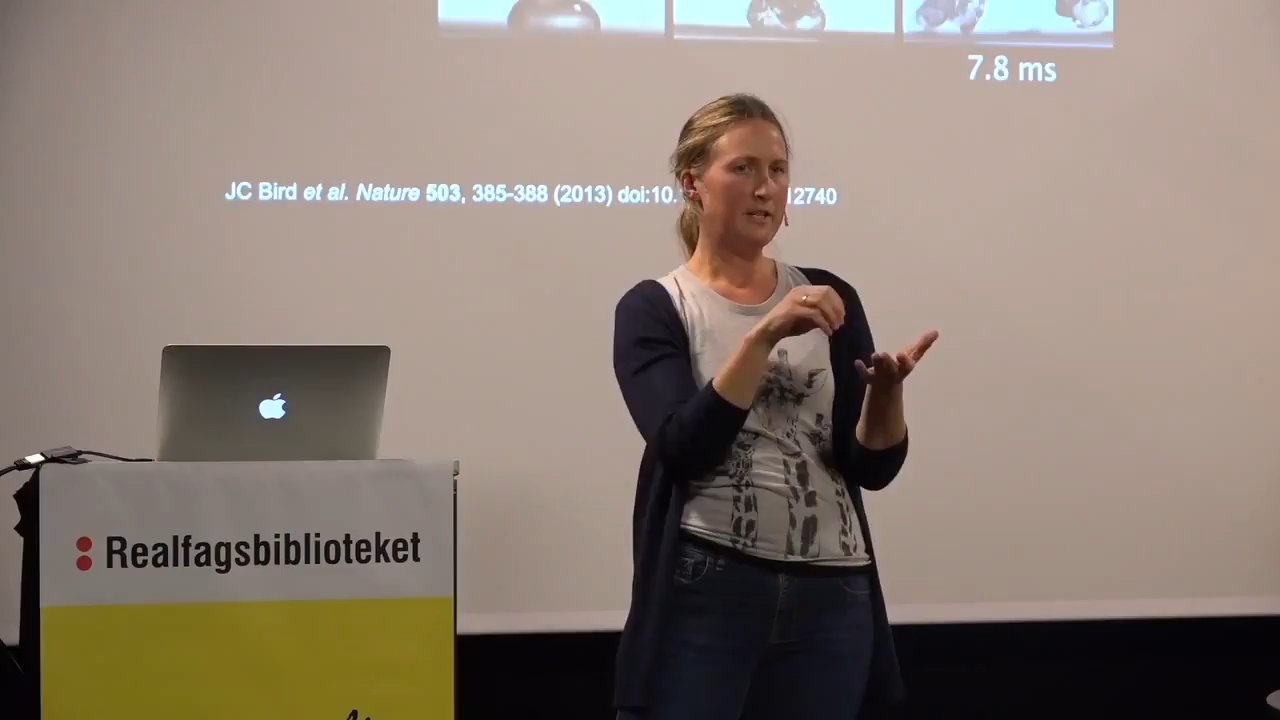 7.8 ms
JC Bird et al. Nature 503, 385-388 (2013) doi:10. 12740
Realfagsbiblioteket